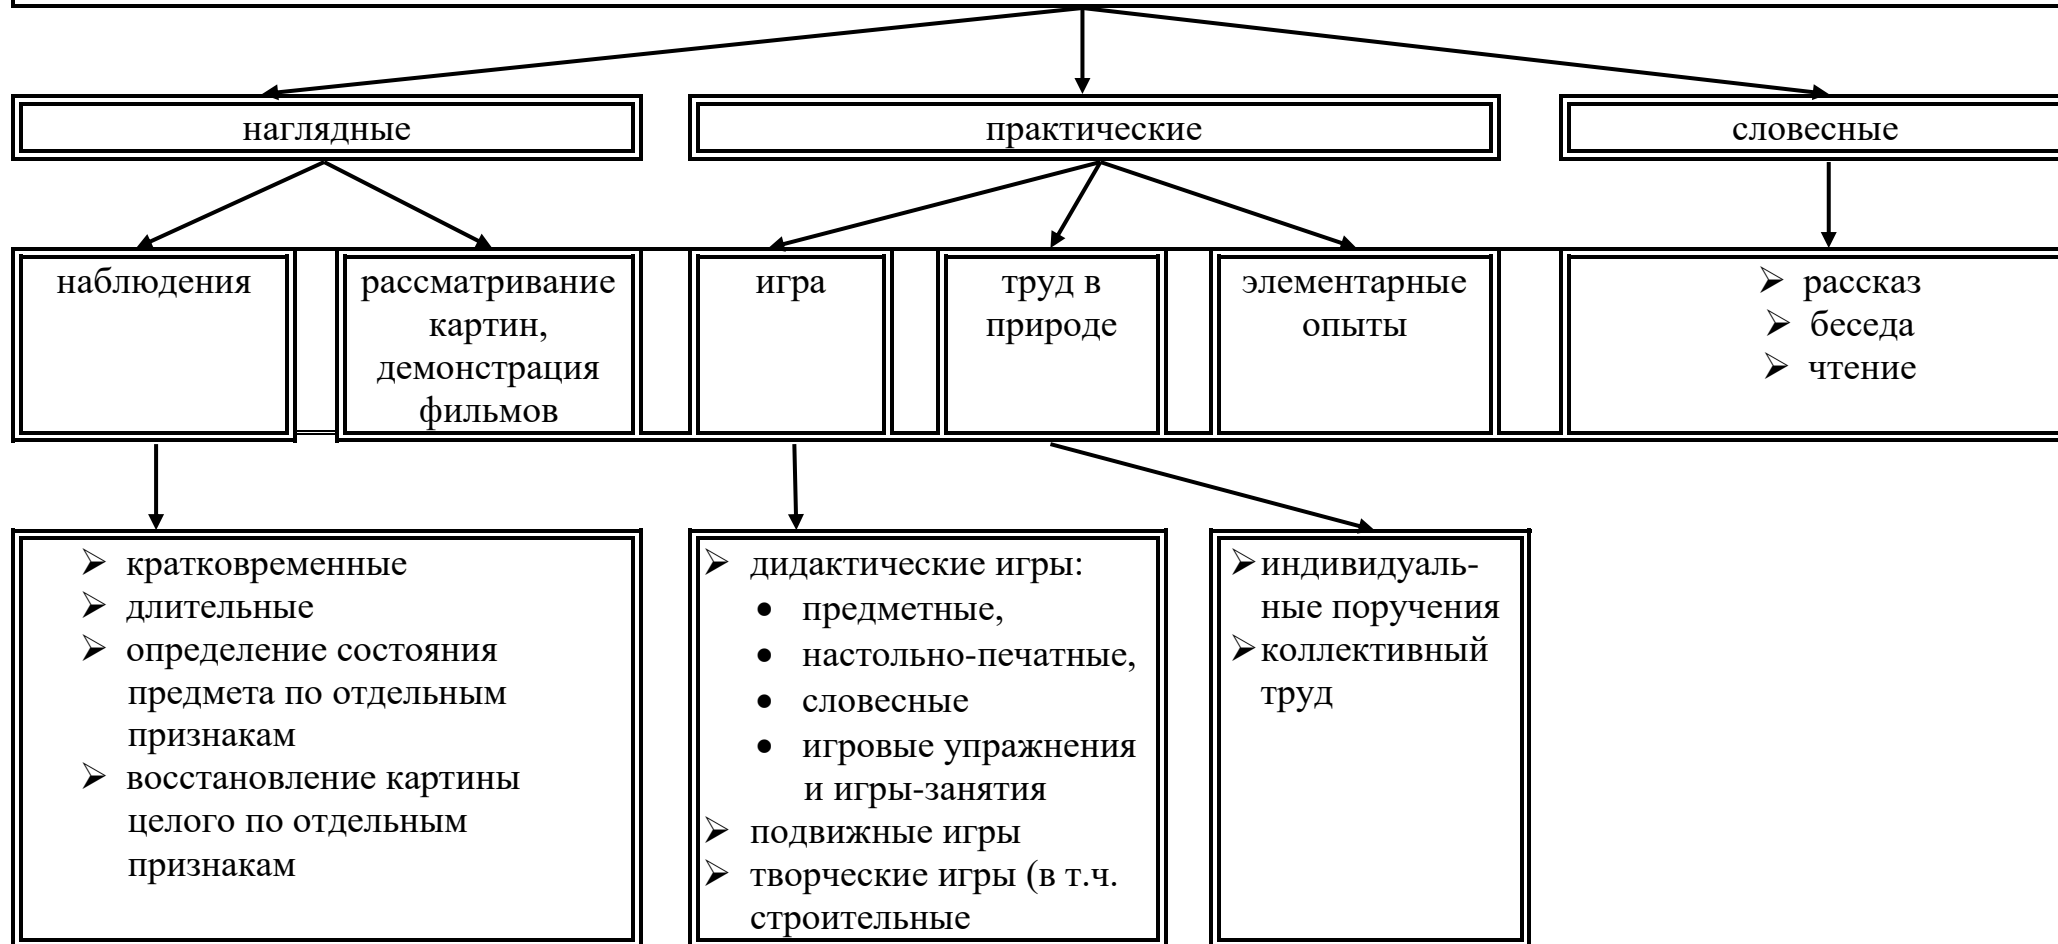 наглядные
практические
словесные
наблюдения
рассматривание
картин,
демонстрация
фильмов
игра
труд в
природе
элементарные
опыты
➢ рассказ
➢ беседа
➢ чтение
➢ кратковременные
➢ длительные
➢ определение состояния
предмета по отдельным
признакам
➢ восстановление картины
целого по отдельным
признакам
➢ дидактические игры:
• предметные,
• настольно-печатные,
• словесные
• игровые упражнения
и игры-занятия
➢ подвижные игры
➢ творческие игры (в т.ч.
строительные
➢ индивидуаль-
ные поручения
➢ коллективный
труд